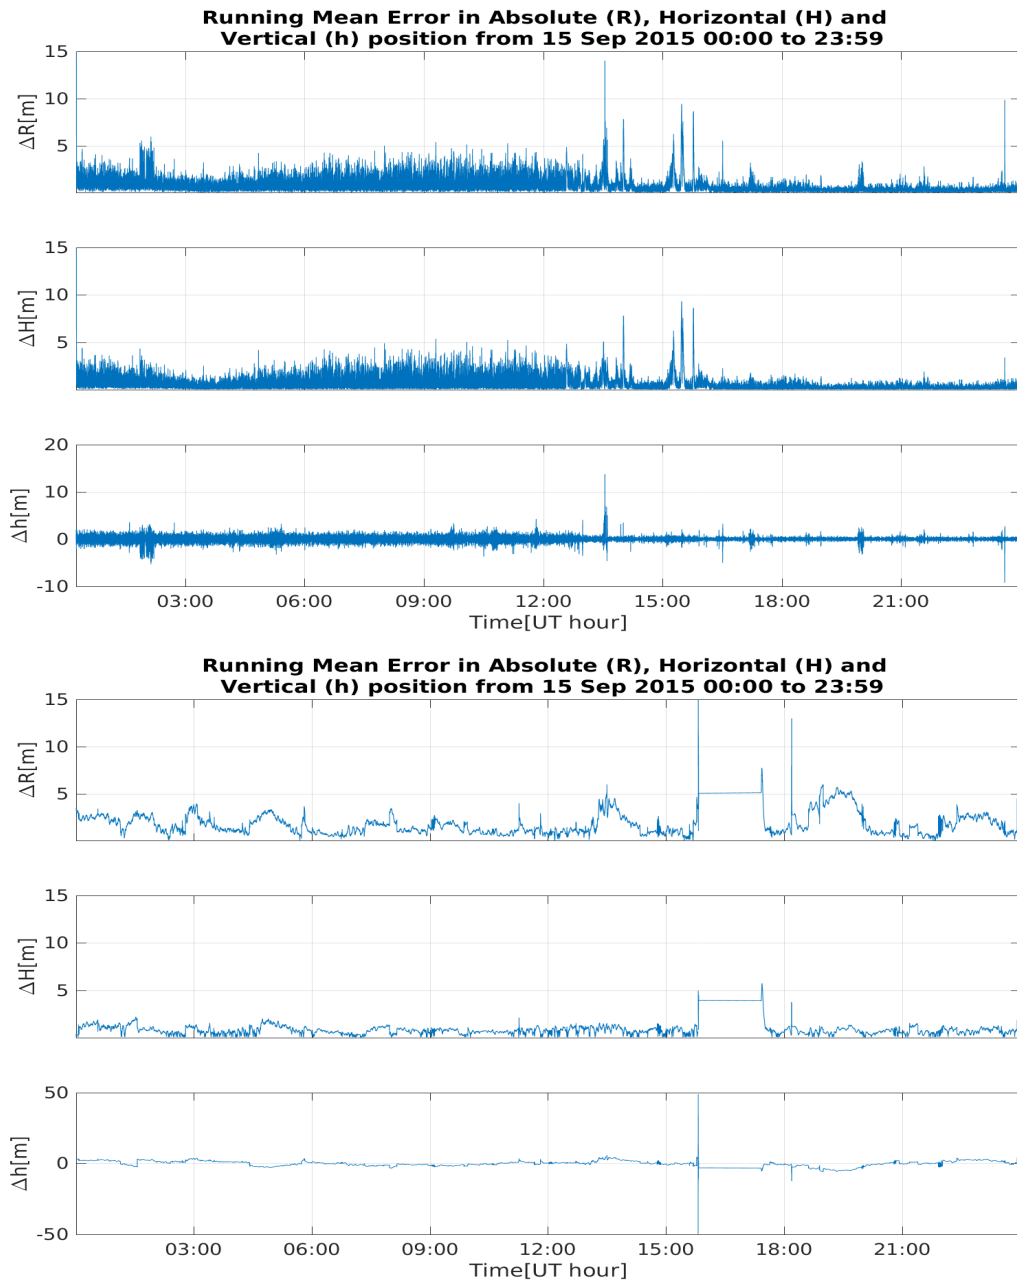 Running Mean Error in Absolute (R), Horizontal (H) and
Vertical (h) position from 15 Sep 2015 00:00 to 23:59
15
10
5
ΔR[m]
15
10
5
ΔH[m]
20
10
0
-10
Δh[m]
03:00 06:00 09:00 12:00 15:00 18:00 21:00
Time[UT hour]
Running Mean Error in Absolute (R), Horizontal (H) and
Vertical (h) position from 15 Sep 2015 00:00 to 23:59
15
10
5
ΔR[m]
15
10
5
ΔH[m]
50
0
-50
Δh[m]
03:00 06:00 09:00 12:00 15:00 18:00 21:00
Time[UT hour]